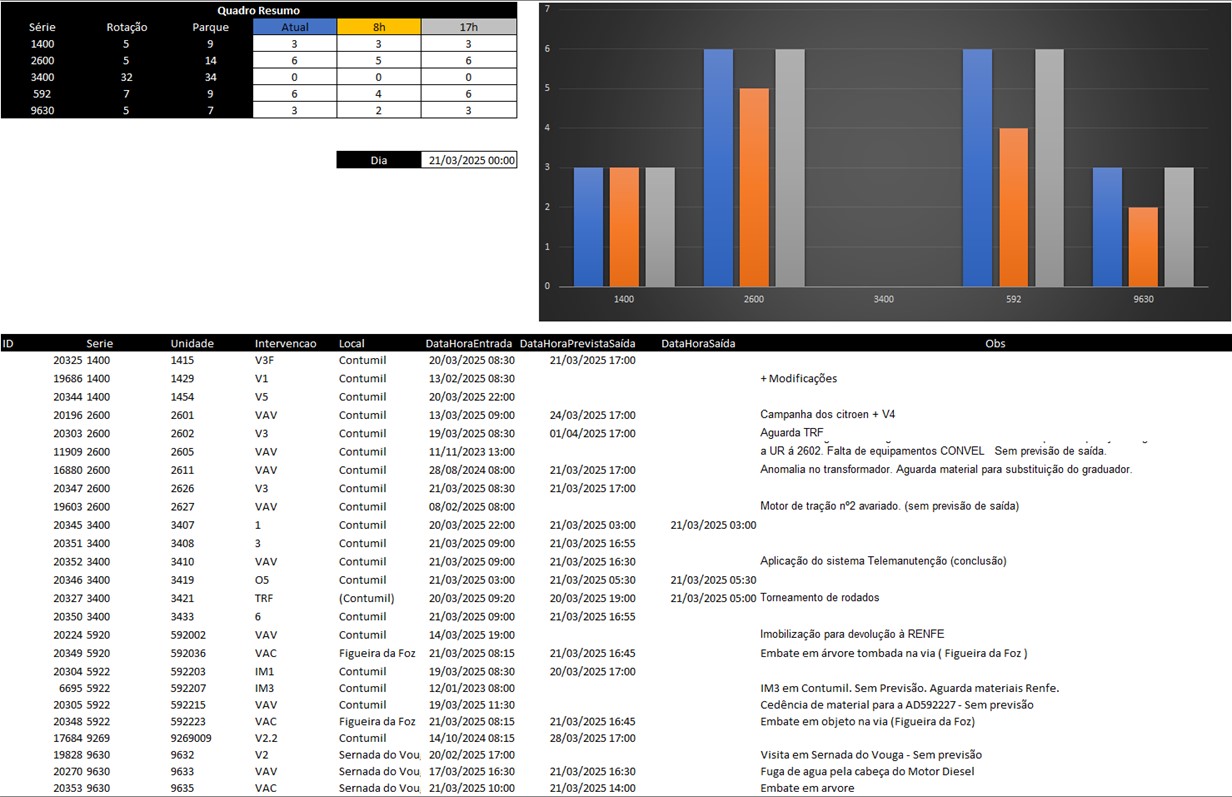 Quadro Resumo
Série Rotação Parque Atual 8h 17h
1400 5 9 3 3 3
2600 5 14 6 5 6
3400 32 34 0 0 0
592 7 9 6 4 6
9630 5 7 3 2 3
Dia 21/03/2025 00:00
7
6
5
4
3
2
1
0
1400 2600 3400 592 9630
ID Serie Unidade Intervencao Local DataHoraEntrada DataHoraPrevistaSaída DataHoraSaída Obs
20325 1400 1415 V3F Contumil 20/03/2025 08:30 21/03/2025 17:00
19686 1400 1429 V1 Contumil 13/02/2025 08:30 + Modificações
20344 1400 1454 V5 Contumil 20/03/2025 22:00
20196 2600 2601 VAV Contumil 13/03/2025 09:00 24/03/2025 17:00 Campanha dos citroen + V4
20303 2600 2602 V3 Contumil 19/03/2025 08:30 01/04/2025 17:00 Aguarda TRF
11909 2600 2605 VAV Contumil 11/11/2023 13:00 a UR á 2602. Falta de equipamentos CONVEL Sem previsão de saída.
16880 2600 2611 VAV Contumil 28/08/2024 08:00 21/03/2025 17:00 Anomalia no transformador. Aguarda material para substituição do graduador.
20347 2600 2626 V3 Contumil 21/03/2025 08:30 21/03/2025 17:00
19603 2600 2627 VAV Contumil 08/02/2025 08:00 Motor de tração nº2 avariado. (sem previsão de saída)
20345 3400 3407 1 Contumil 20/03/2025 22:00 21/03/2025 03:00 21/03/2025 03:00
20351 3400 3408 3 Contumil 21/03/2025 09:00 21/03/2025 16:55
20352 3400 3410 VAV Contumil 21/03/2025 09:00 21/03/2025 16:30 Aplicação do sistema Telemanutenção (conclusão)
20346 3400 3419 O5 Contumil 21/03/2025 03:00 21/03/2025 05:30 21/03/2025 05:30
20327 3400 3421 TRF (Contumil) 20/03/2025 09:20 20/03/2025 19:00 21/03/2025 05:00 Torneamento de rodados
20350 3400 3433 6 Contumil 21/03/2025 09:00 21/03/2025 16:55
20224 5920 592002 VAV Contumil 14/03/2025 19:00 Imobilização para devolução à RENFE
20349 5920 592036 VAC Figueira da Foz 21/03/2025 08:15 21/03/2025 16:45 Embate em árvore tombada na via ( Figueira da Foz )
20304 5922 592203 IM1 Contumil 19/03/2025 08:30 20/03/2025 17:00
6695 5922 592207 IM3 Contumil 12/01/2023 08:00 IM3 em Contumil. Sem Previsão. Aguarda materiais Renfe.
20305 5922 592215 VAV Contumil 19/03/2025 11:30 Cedência de material para a AD592227 - Sem previsão
20348 5922 592223 VAC Figueira da Foz 21/03/2025 08:15 21/03/2025 16:45 Embate em objeto na via (Figueira da Foz)
17684 9269 9269009 V2.2 Contumil 14/10/2024 08:15 28/03/2025 17:00
19828 9630 9632 V2 Sernada do Vou 20/02/2025 17:00 Visita em Sernada do Vouga - Sem previsão
20270 9630 9633 VAV Sernada do Vou 17/03/2025 16:30 21/03/2025 16:30 Fuga de agua pela cabeça do Motor Diesel
20353 9630 9635 VAC Sernada do Vou 21/03/2025 10:00 21/03/2025 14:00 Embate em arvore